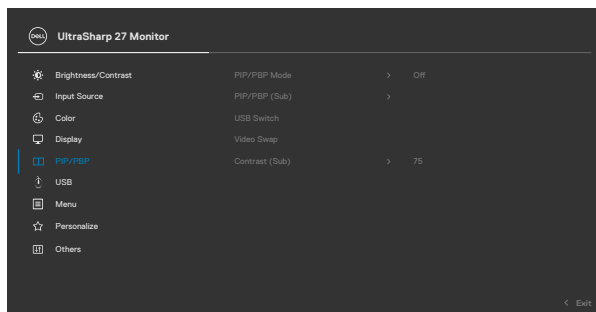 DELL UltraSharp 27 Monitor
Brightness/Contrast PIP/PBP Mode > Off
Input Source PIP/PBP (Sub) >
Color USB Switch
Display Video Swap
PIP/PBP Contrast (Sub) > 75
USB
Menu
Personalize
Others
< Exit